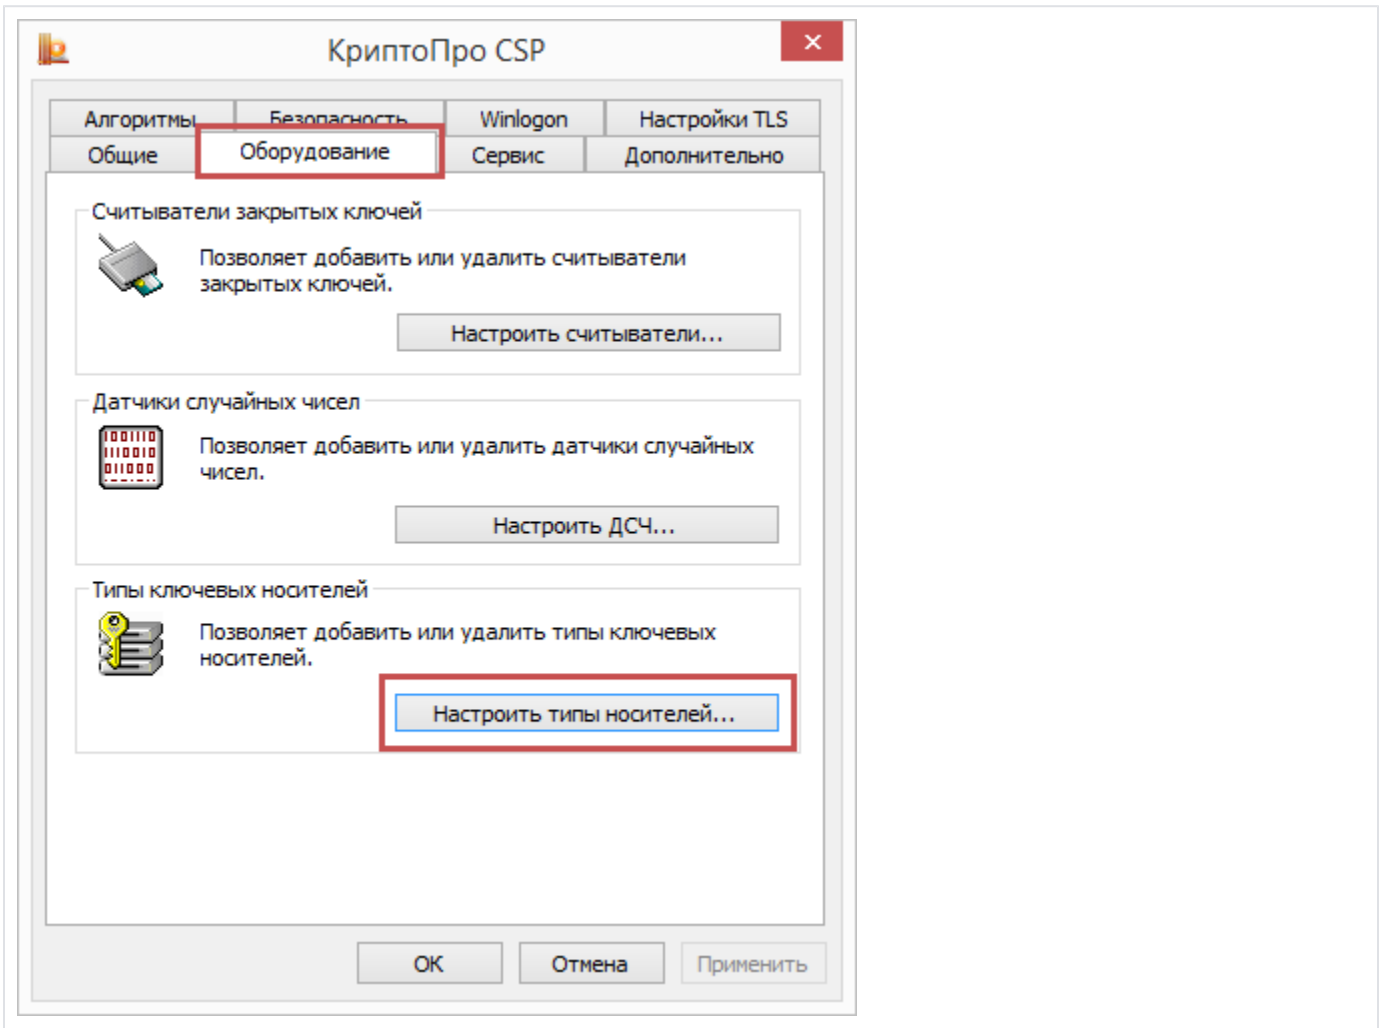 КриптоПро CSP
Алгоритмы Безопасность Winlogon Настройки TLS
Общие Оборудование Сервис Дополнительно
Считыватели закрытых ключей
Позволяет добавить или удалить считыватели
закрытых ключей.
Настроить считыватели...
Датчики случайных чисел
Позволяет добавить или удалить датчики случайных
чисел.
Настроить ДСЧ...
Типы ключевых носителей
Позволяет добавить или удалить типы ключевых
носителей.
Настроить типы носителей...
ОК Отмена Применить